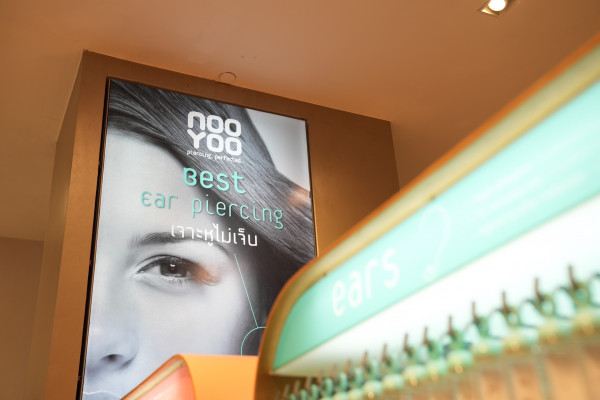 noo
YOO
piercing, perfected.
Best
ear piercing
เจาะหูไม่เจ็บ
ears